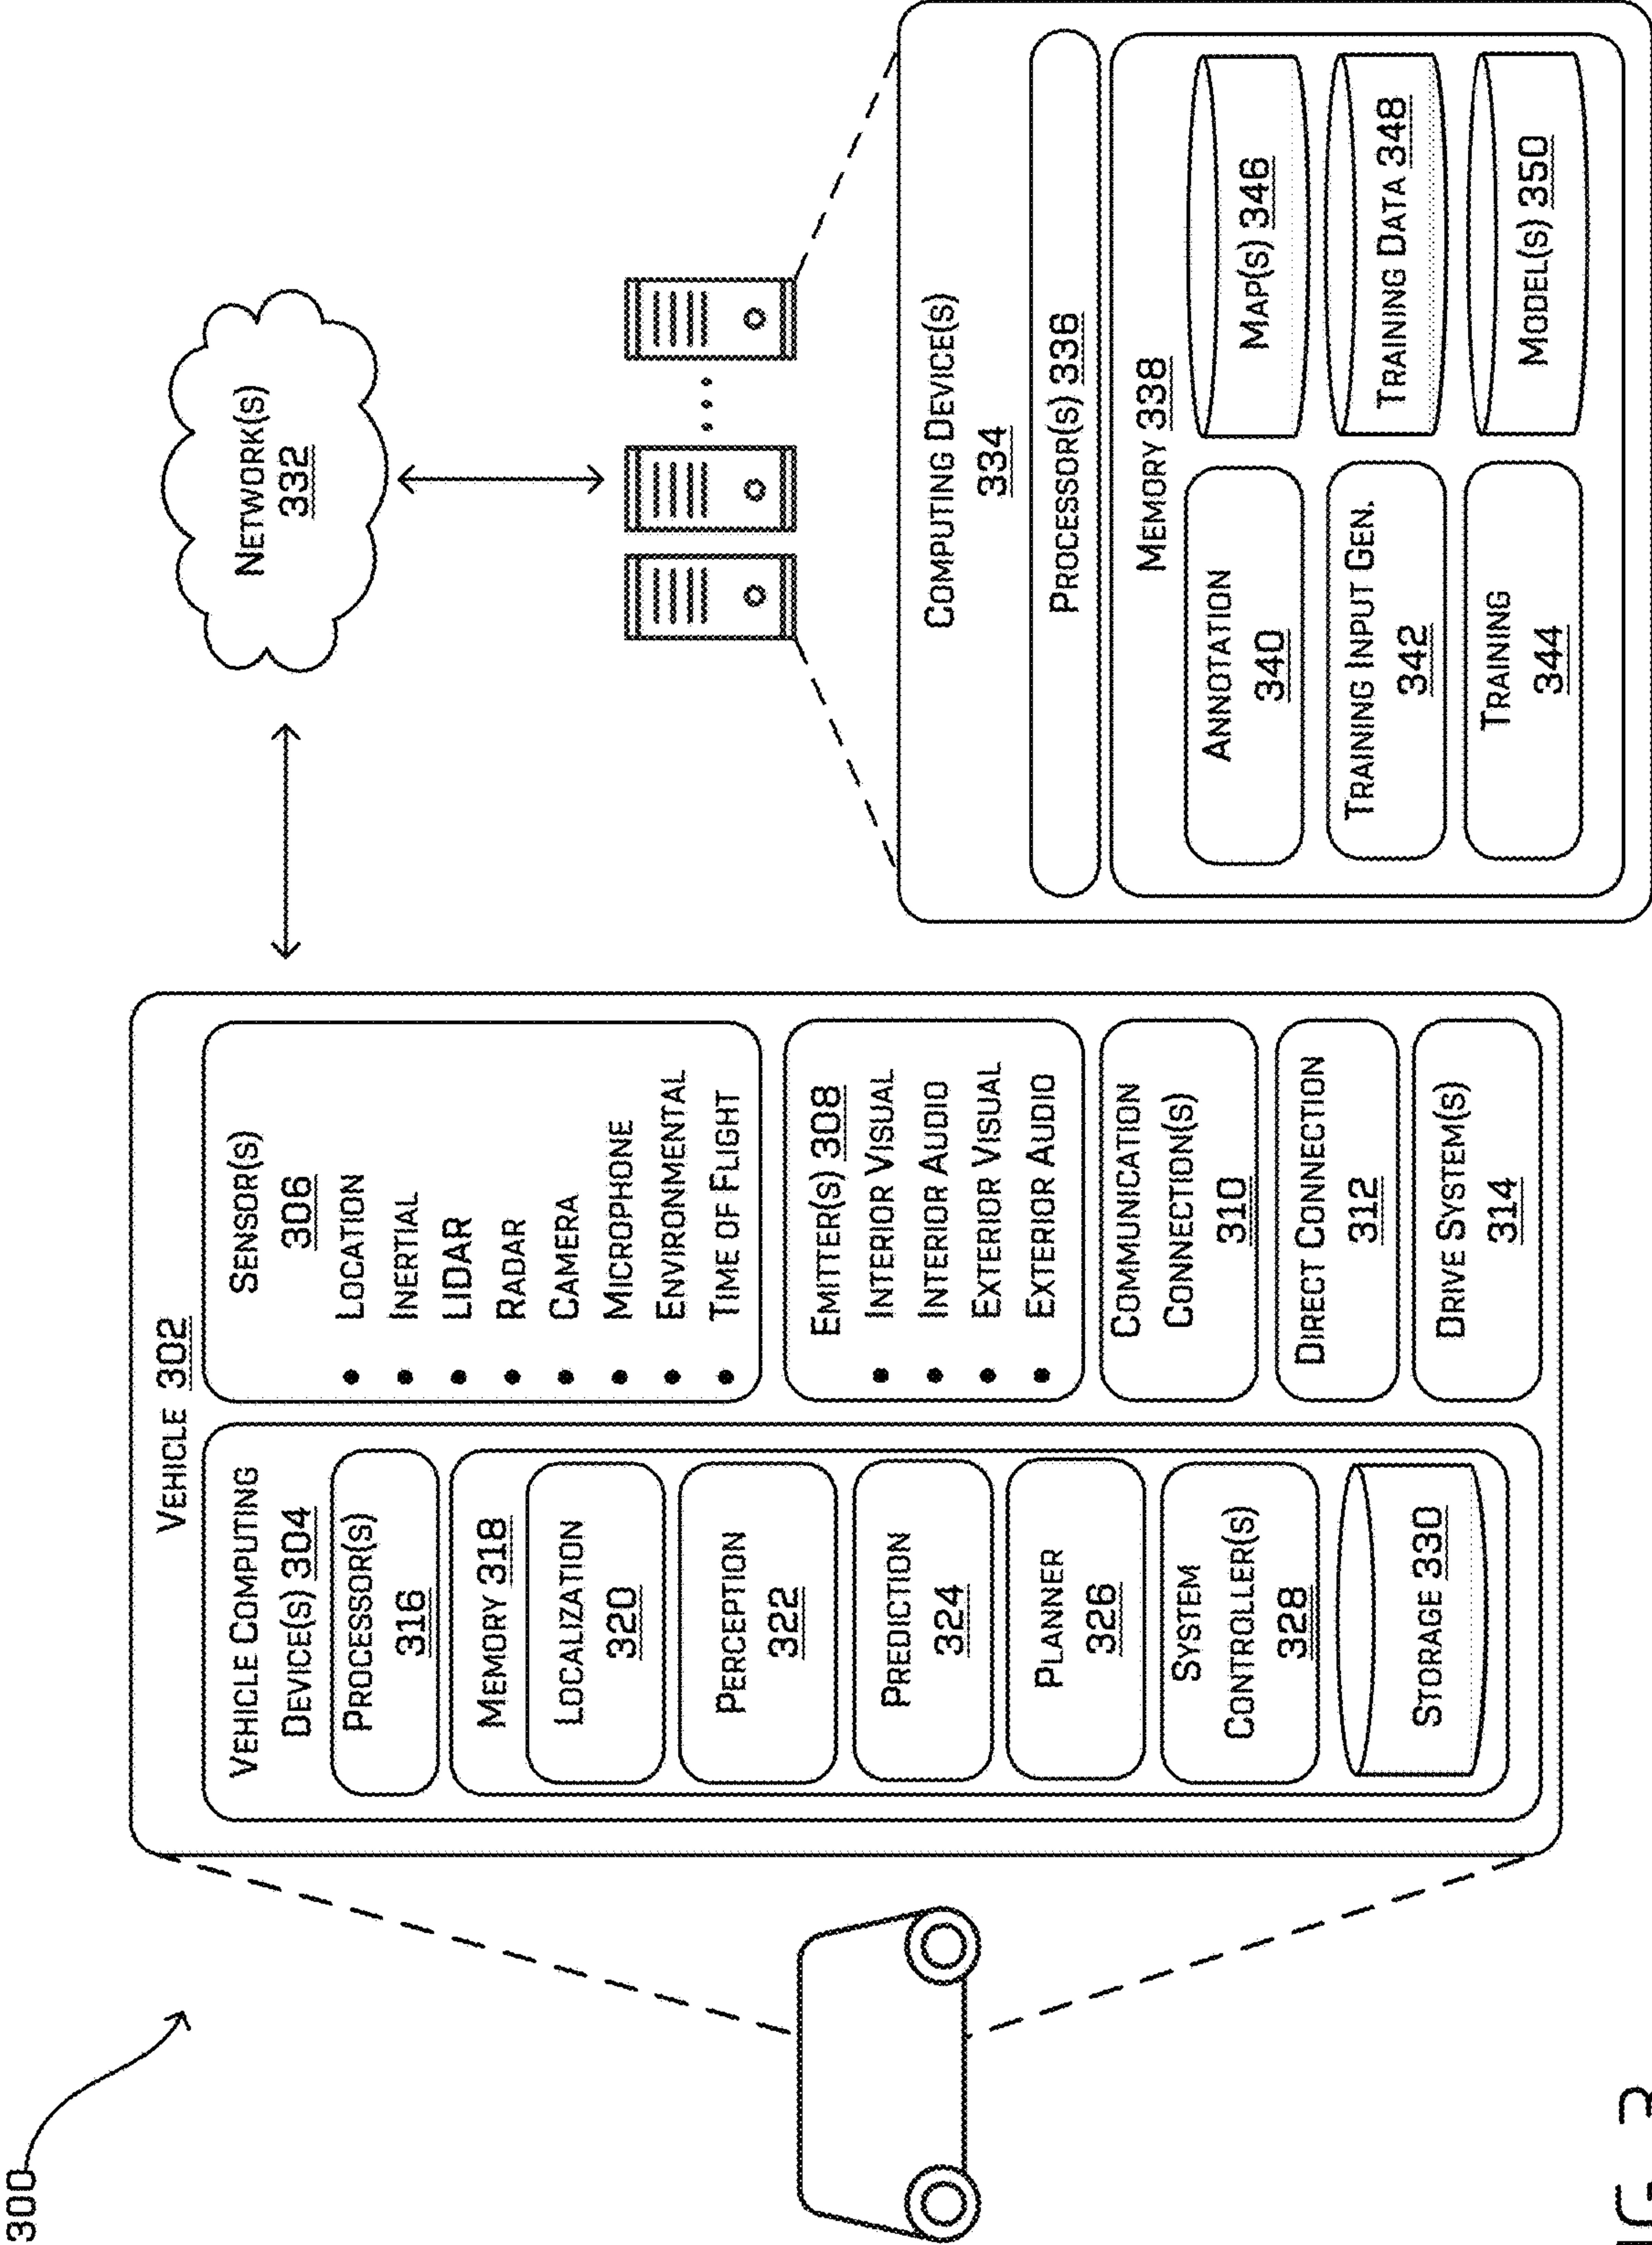 300
VEHICLE 302
VEHICLE COMPUTING
DEVICE(S) 304
PROCESSOR(S)
316
MEMORY 318
LOCALIZATION
320
PERCEPTION
322
PREDICTION
324
PLANNER
326
SYSTEM
CONTROLLER(S)
328
STORAGE 330
SENSOR(S)
306
• LOCATION
• INERTIAL
• LIDAR
• RADAR
• CAMERA
• MICROPHONE
• ENVIRONMENTAL
• TIME OF FLIGHT
EMITTER(S) 308
• INTERIOR VISUAL
• INTERIOR AUDIO
• EXTERIOR VISUAL
• EXTERIOR AUDIO
COMMUNICATION
CONNECTION(S)
310
DIRECT CONNECTION
312
DRIVE SYSTEM(S)
314
NETWORK(S)
332
COMPUTING DEVICE(S)
334
PROCESSOR(S) 336
MEMORY 338
ANNOTATION
340
TRAINING INPUT GEN.
342
TRAINING
344
MAP(S) 346
TRAINING DATA 348
MODEL(S) 350